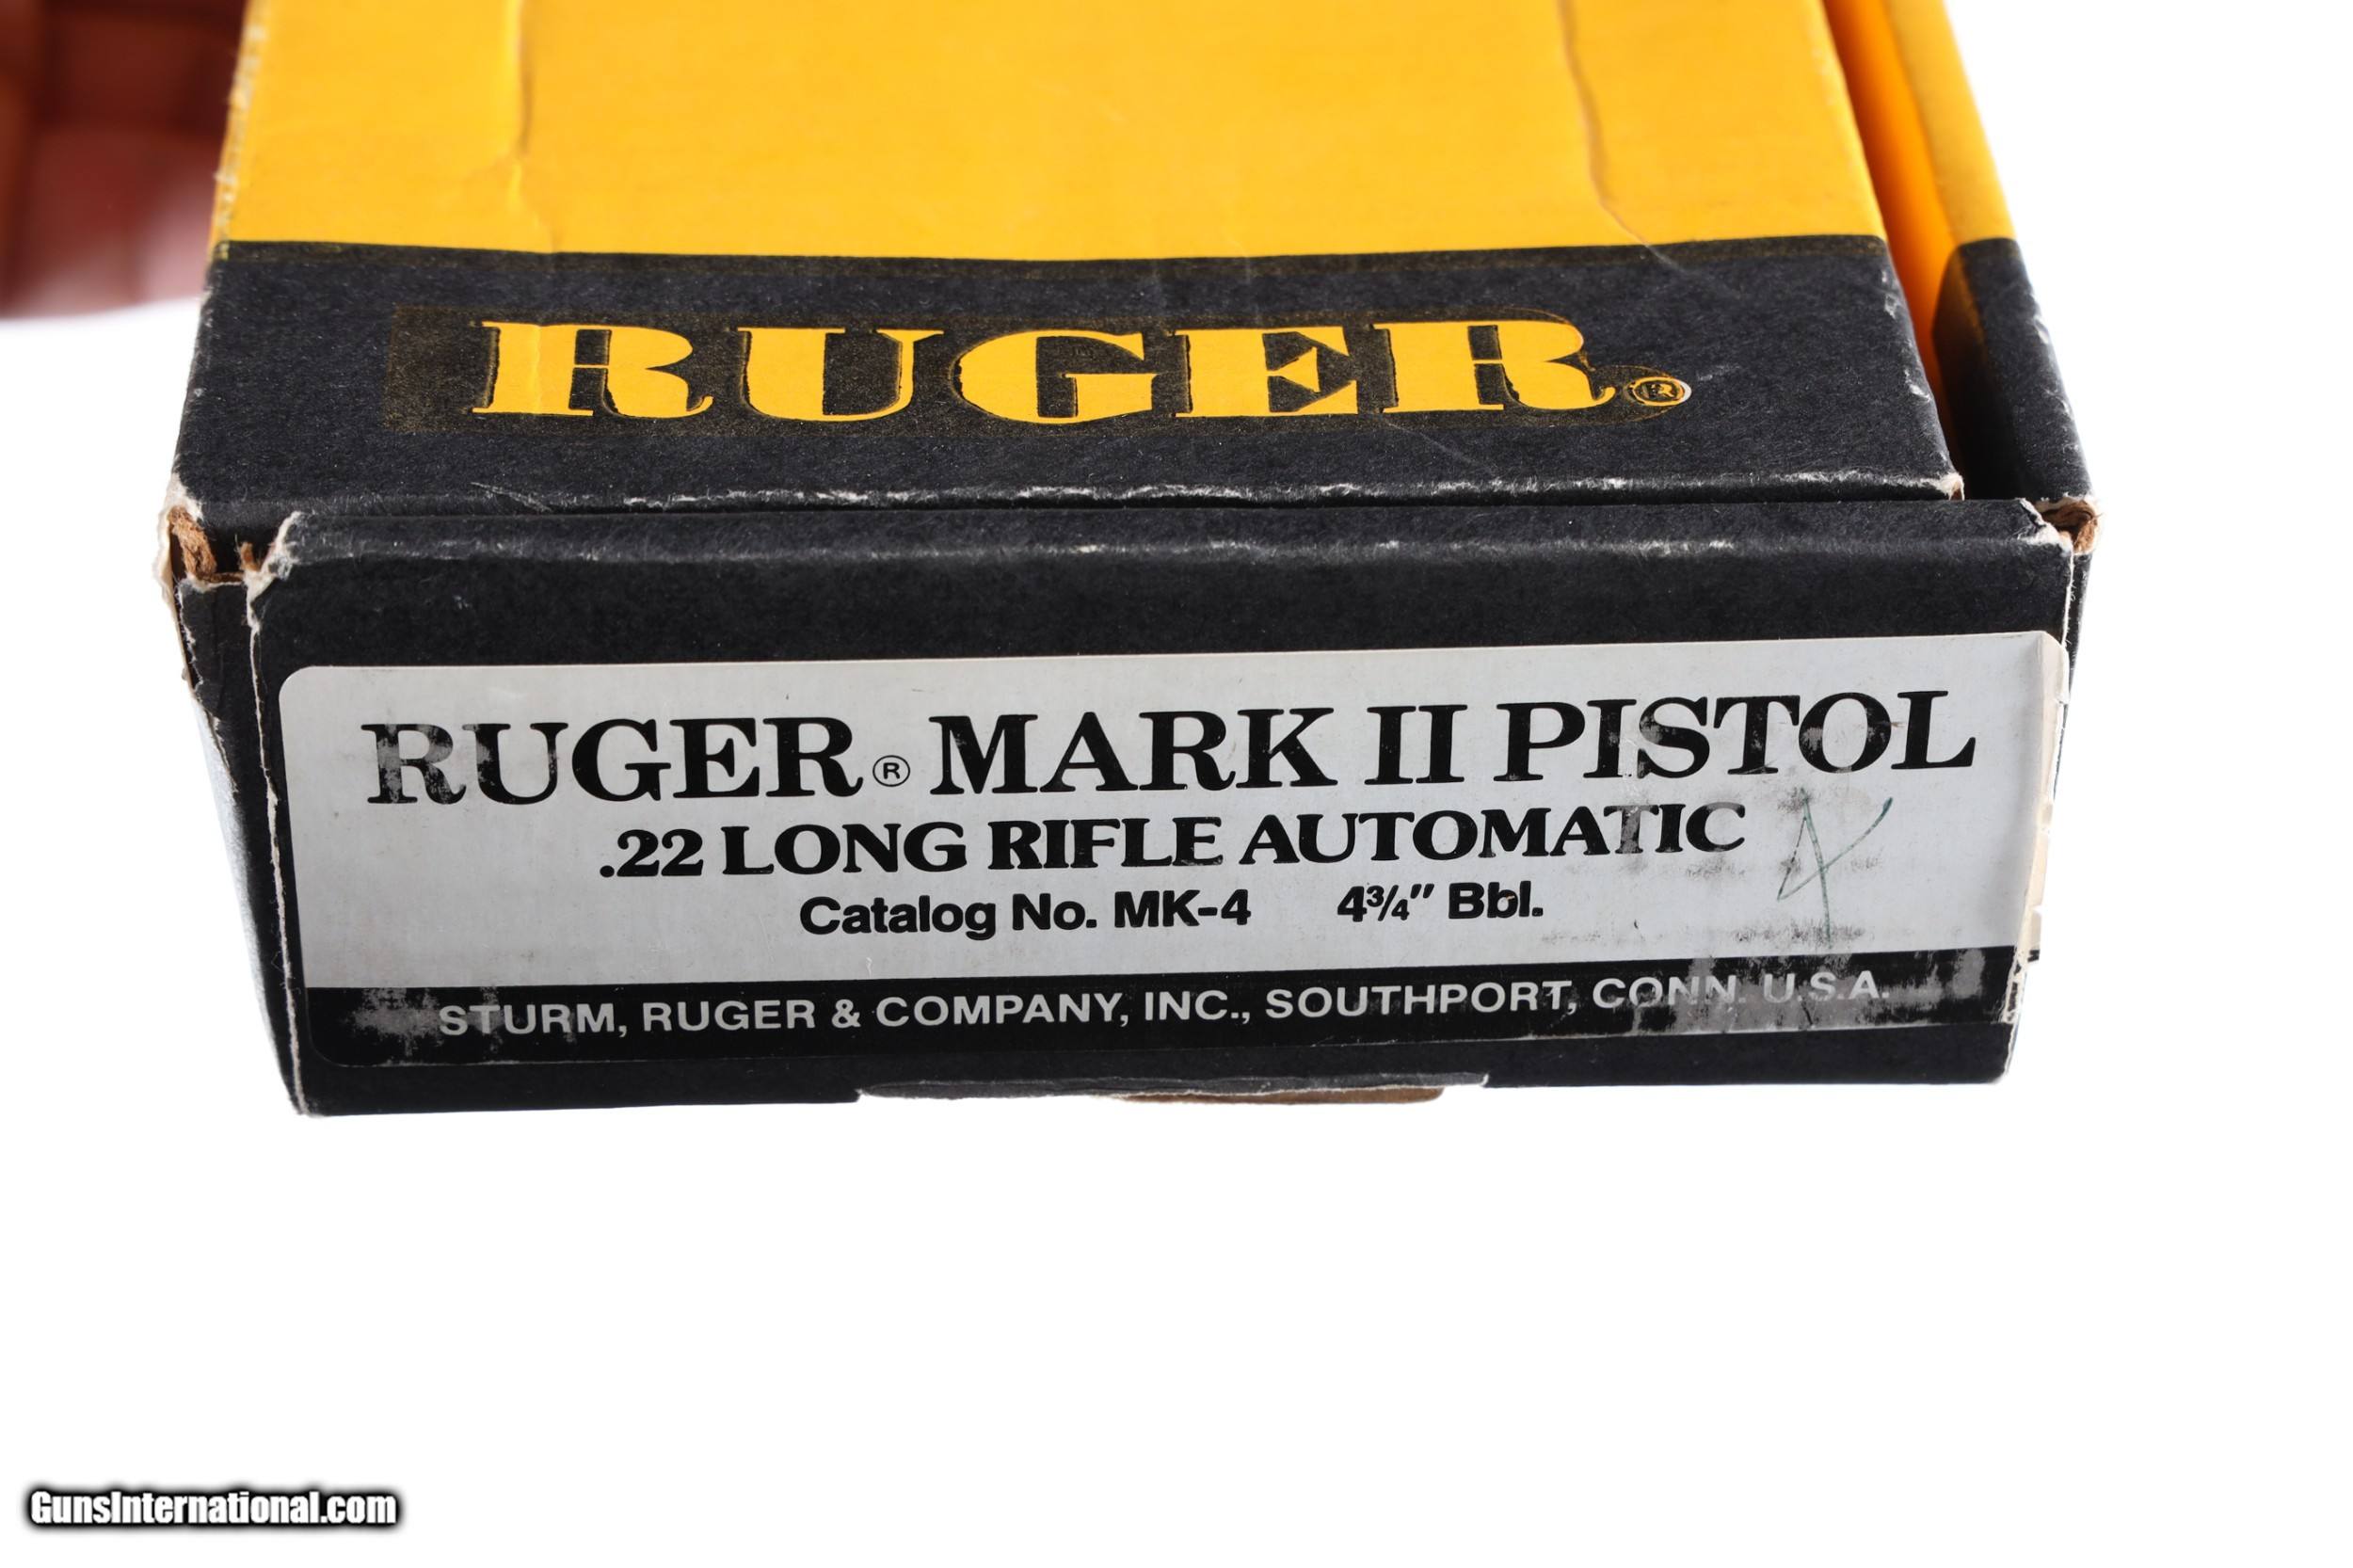 RUGER®
RUGER® MARK II PISTOL
.22 LONG RIFLE AUTOMATIC
Catalog No. MK-4 4¾" Bbl.
STURM, RUGER & COMPANY, INC., SOUTHPORT, CONN. U.S.A.
GunsInternational.com